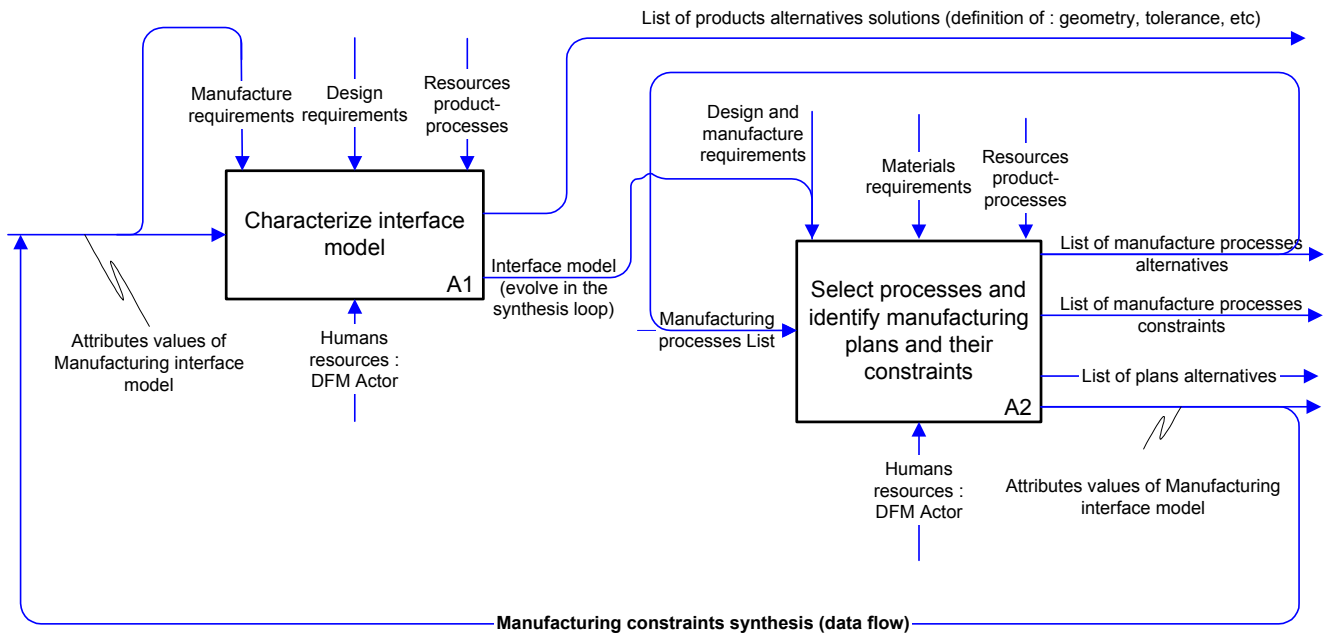 List of products alternatives solutions (definition of : geometry, tolerance, etc)
Manufacture
requirements
Design
requirements
Resources
product-
processes
Characterize interface
model
A1
Interface model
(evolve in the
synthesis loop)
Attributes values of
Manufacturing interface
model
Humans
resources :
DFM Actor
Design and
manufacture
requirements
Materials
requirements
Resources
product-
processes
Manufacturing
processes List
Select processes and
identify manufacturing
plans and their
constraints
A2
List of manufacture processes
alternatives
List of manufacture processes
constraints
List of plans alternatives
Humans
resources :
DFM Actor
Attributes values of Manufacturing
interface model
Manufacturing constraints synthesis (data flow)